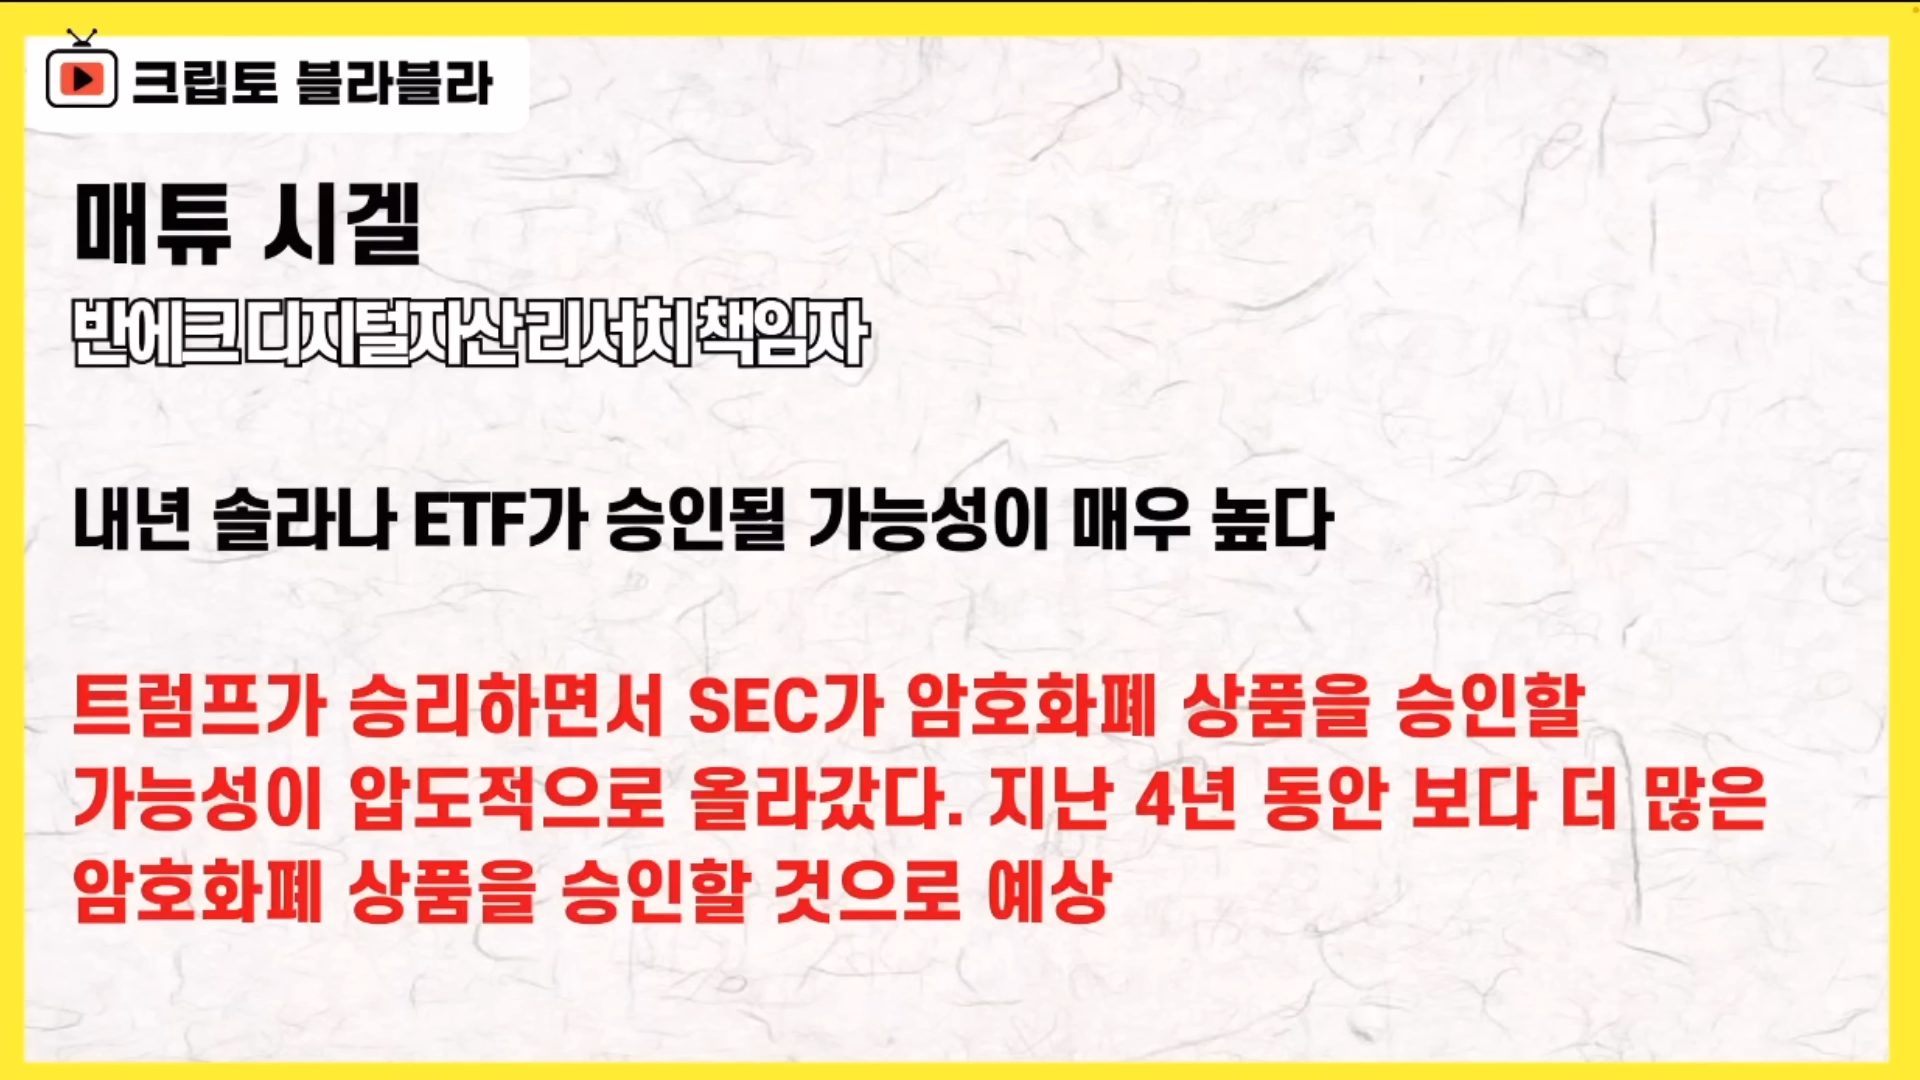 크립토 블라블라
매튜 시겔
반에크 디지털자산 리서치 책임자
내년 솔라나 ETF가 승인될 가능성이 매우 높다
트럼프가 승리하면서 SEC가 암호화폐 상품을 승인할
가능성이 압도적으로 올라갔다. 지난 4년 동안 보다 더 많은
암호화폐 상품을 승인할 것으로 예상